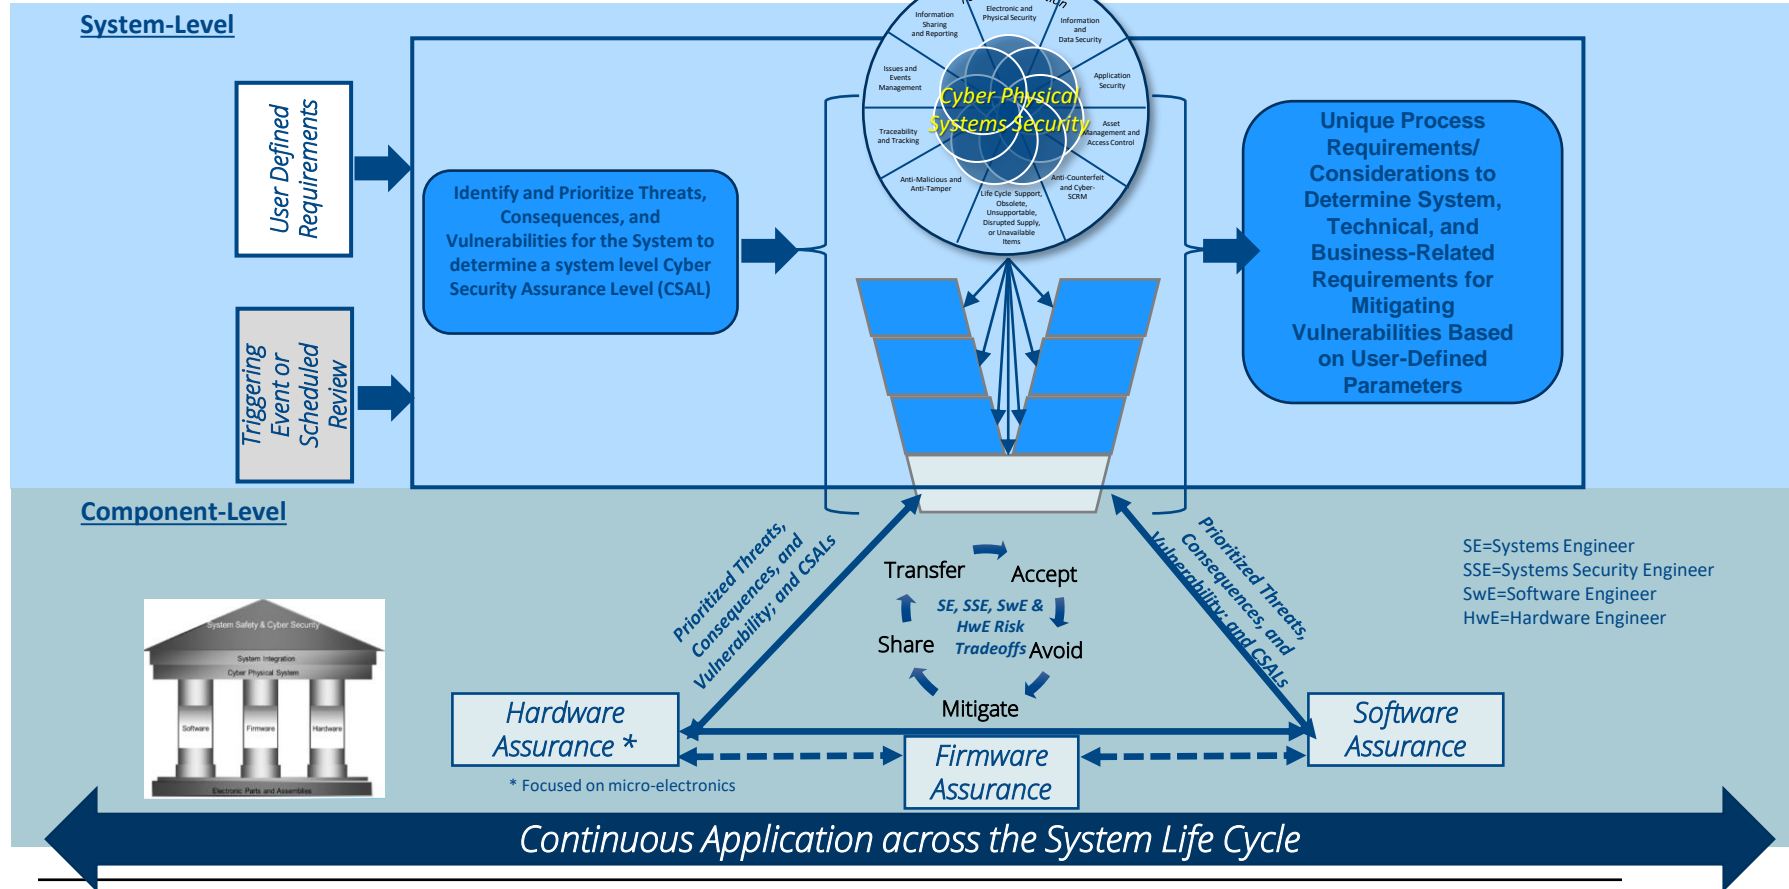 System-Level
User Defined
Requirements
Triggering
Event or
Scheduled
Review
Identify and Prioritize Threats,
Consequences, and
Vulnerabilities for the System to
determine a system level Cyber
Security Assurance Level (CSAL)
Electronic and
Physical Security
Information
and
Data Security
Application
Security
Asset
Management and
Access Control
Anti-Counterfeit
and Cyber-
SCRM
Life Cycle Support,
Obsolete,
Unsupportable,
Disrupted Supply,
or Unavailable
Items
Anti-Malicious and
Anti-Tamper
Traceability
and Tracking
Issues and
Events
Management
Information
Sharing
and Reporting
Cyber Physical
Systems Security
Unique Process
Requirements/
Considerations to
Determine System,
Technical, and
Business-Related
Requirements for
Mitigating
Vulnerabilities Based
on User-Defined
Parameters
Component-Level
System Safety & Cyber Security
System Integration
Cyber Physical System
Software
Firmware
Hardware
Electronic Parts and Assemblies
Prioritized Threats,
Consequences, and
Vulnerability; and CSALs
Transfer
Accept
Avoid
Mitigate
Share
SE, SSE, SwE &
HwE Risk
Tradeoffs
Prioritized Threats,
Consequences, and
Vulnerability; and CSALs
SE=Systems Engineer
SSE=Systems Security Engineer
SwE=Software Engineer
HwE=Hardware Engineer
Hardware
Assurance *
* Focused on micro-electronics
Firmware
Assurance
Software
Assurance
Continuous Application across the System Life Cycle